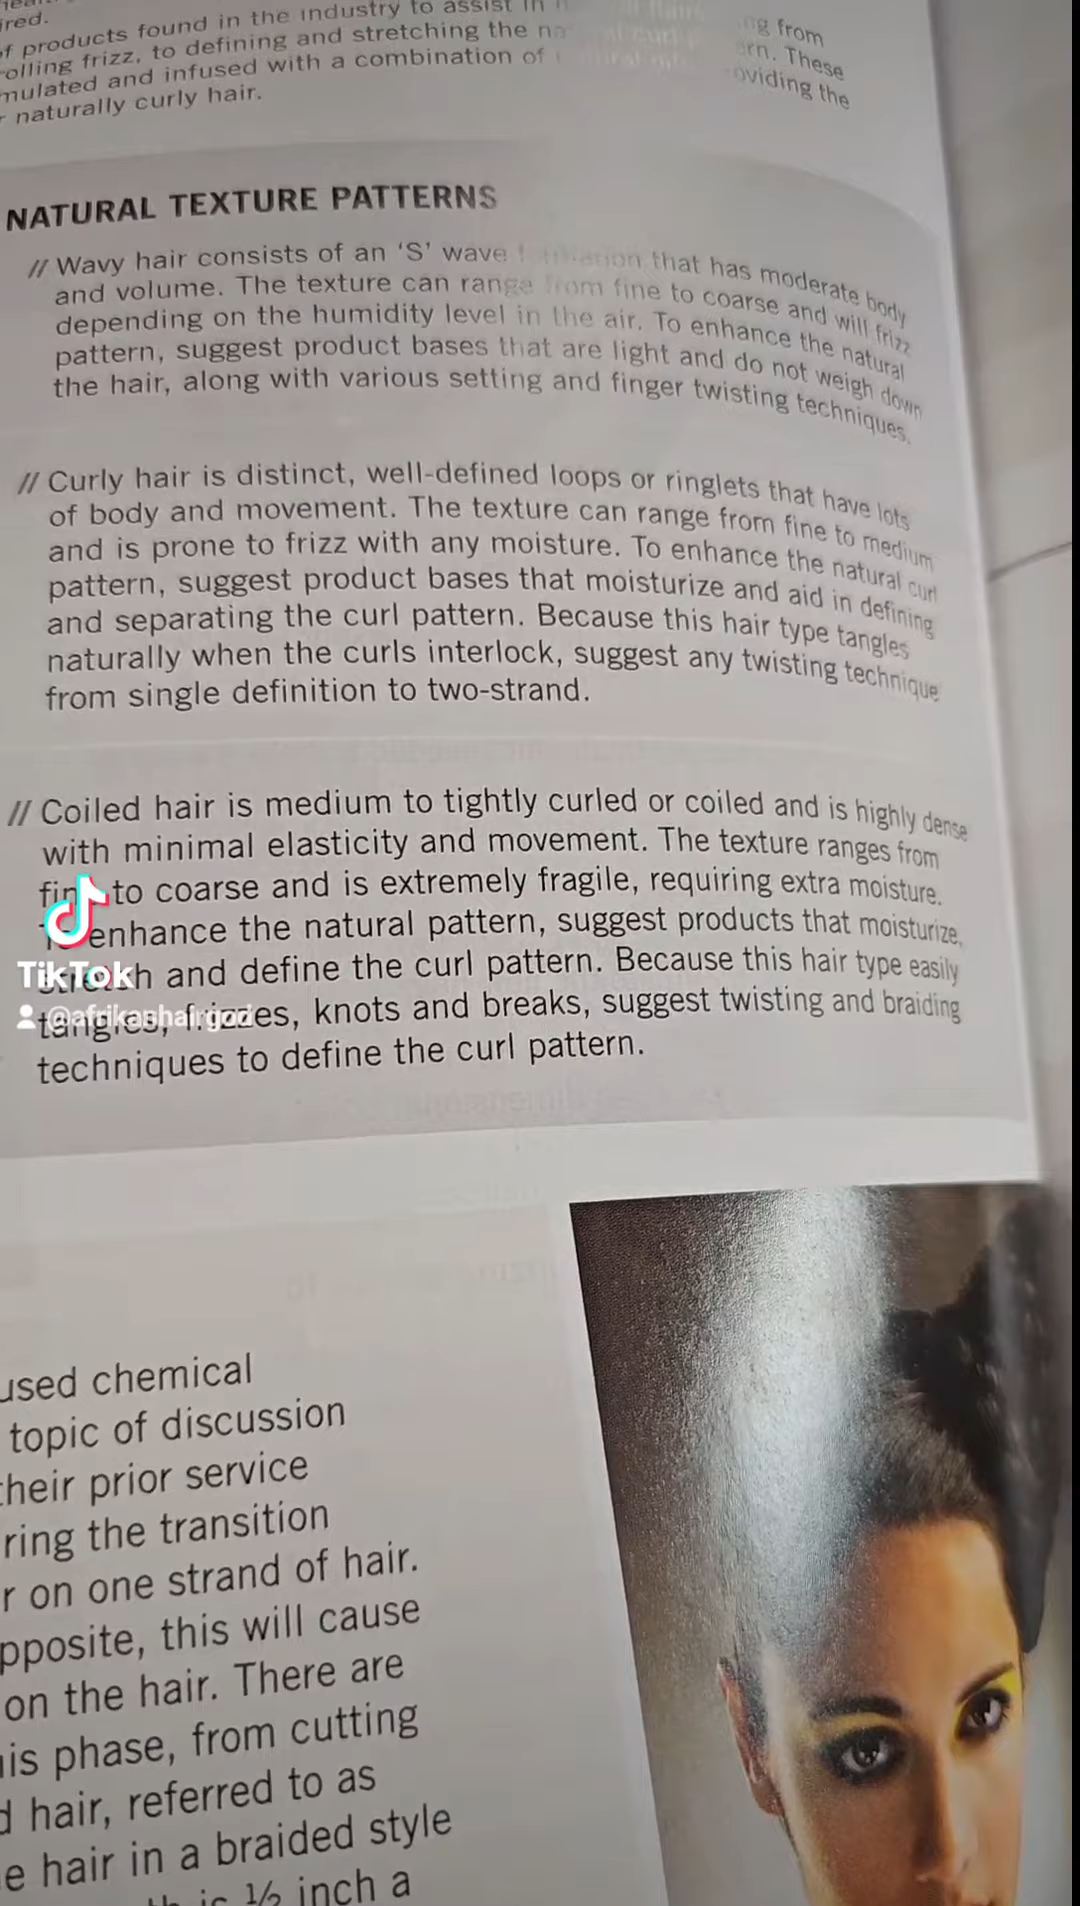 ired.
of products found in the industry to assist in
ng from
olling frizz, to defining and stretching the
These
mulated and infused with a combination of
oviding the
naturally curly hair.
NATURAL TEXTURE PATTERNS
// Wavy hair consists of an ‘S’ wave that has moderate body
and volume. The texture can range from fine to coarse and will frizz
depending on the humidity level in the air. To enhance the natural
pattern, suggest product bases that are light and do not weigh down
the hair, along with various setting and finger twisting techniques.
// Curly hair is distinct, well-defined loops or ringlets that have lots
of body and movement. The texture can range from fine to medium
and is prone to frizz with any moisture. To enhance the natural curl
pattern, suggest product bases that moisturize and aid in defining
and separating the curl pattern. Because this hair type tangles
naturally when the curls interlock, suggest any twisting technique
from single definition to two-strand.
// Coiled hair is medium to tightly curled or coiled and is highly dense
with minimal elasticity and movement. The texture ranges from
fine to coarse and is extremely fragile, requiring extra moisture.
To enhance the natural pattern, suggest products that moisturize,
stretch and define the curl pattern. Because this hair type easily
tangles, frizzes, knots and breaks, suggest twisting and braiding
techniques to define the curl pattern.
TikTok
@afrikanhairgod
used chemical
topic of discussion
their prior service
ring the transition
r on one strand of hair.
pposite, this will cause
on the hair. There are
his phase, from cutting
d hair, referred to as
e hair in a braided style
is ½ inch a